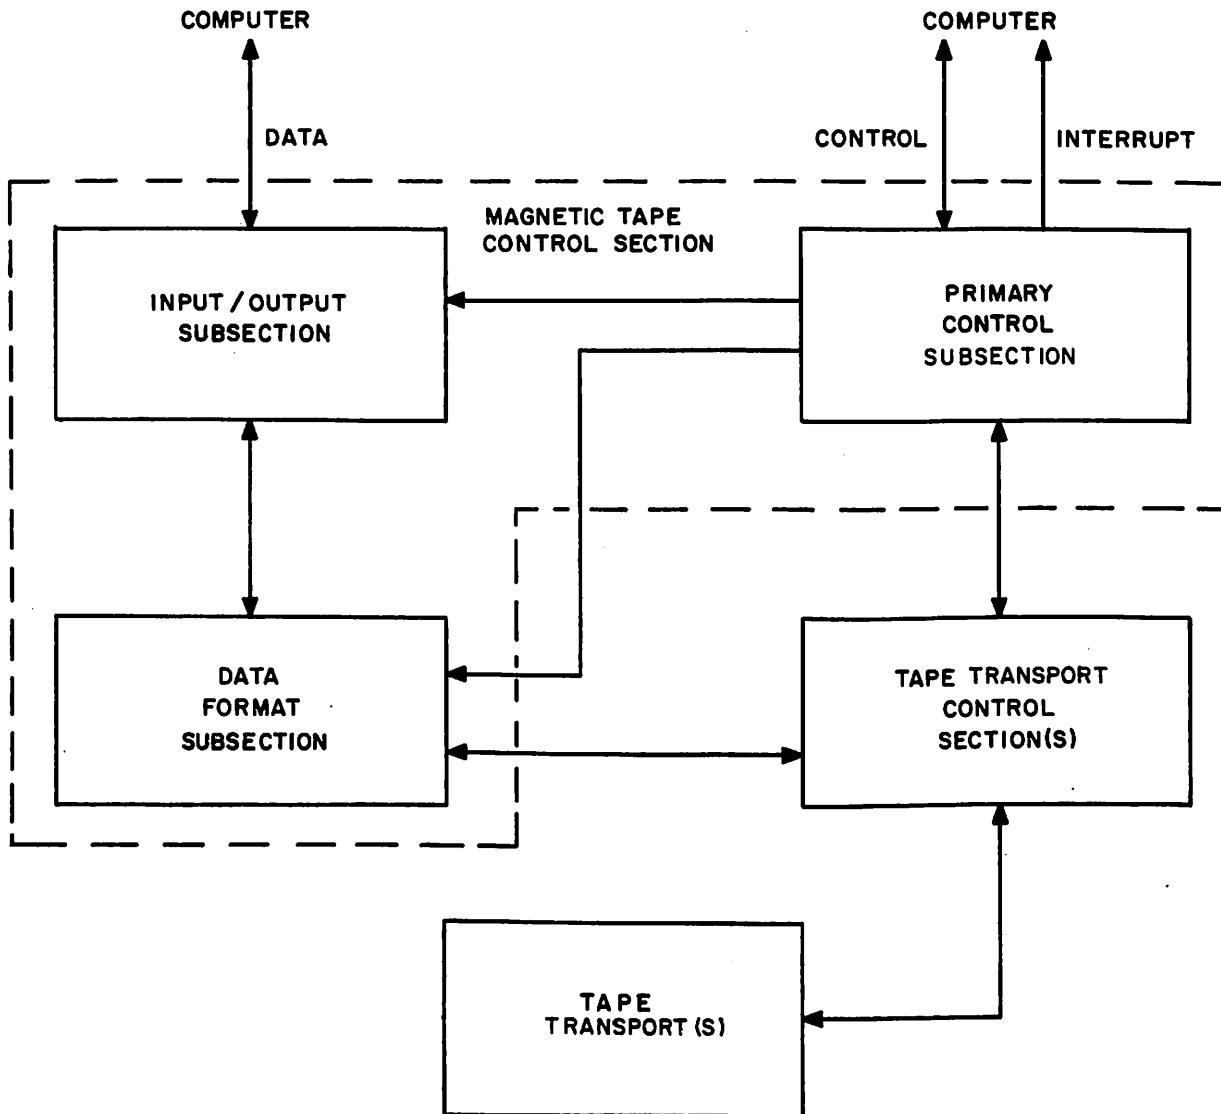 COMPUTER
COMPUTER
DATA
CONTROL
INTERRUPT
MAGNETIC TAPE
CONTROL SECTION
INPUT / OUTPUT
SUBSECTION
PRIMARY
CONTROL
SUBSECTION
DATA
FORMAT
SUBSECTION
TAPE TRANSPORT
CONTROL
SECTION(S)
TAPE
TRANSPORT(S)